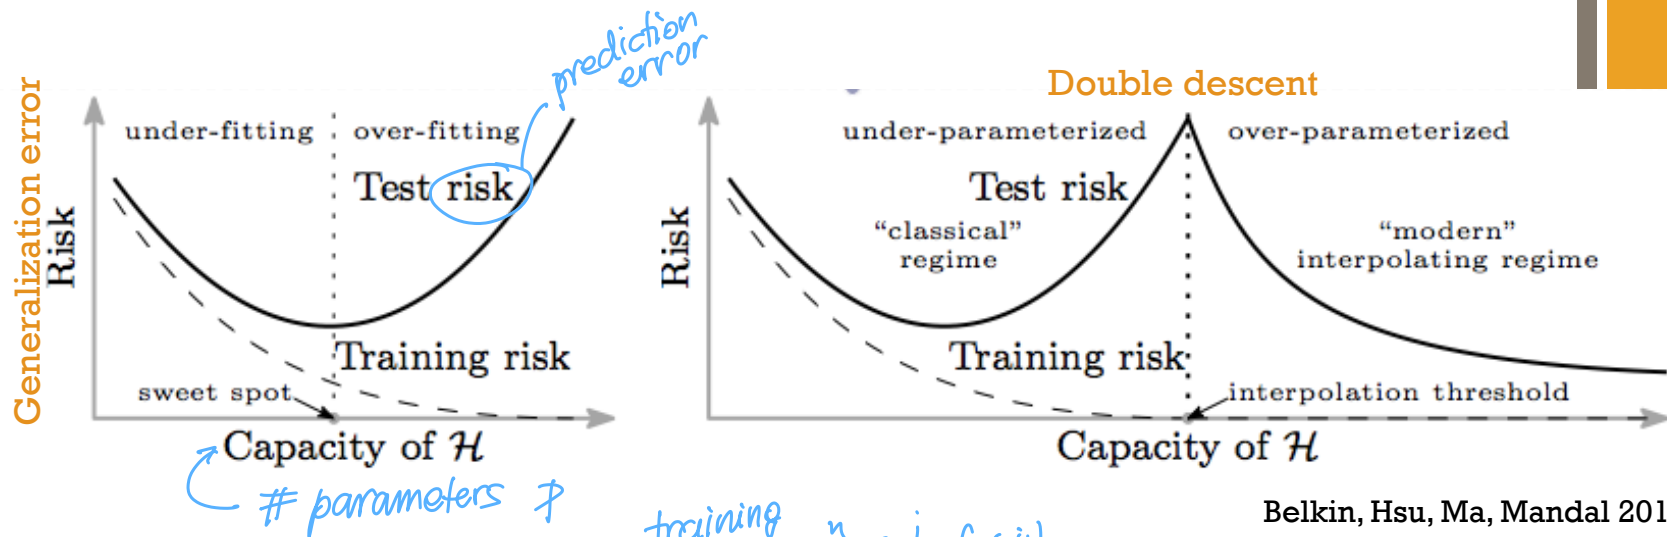 prediction
error
Double descent
Generalization error
under-fitting
over-fitting
Test risk
Risk
Training risk
sweet spot
Capacity of ℋ
# parameters
under-parameterized
over-parameterized
Test risk
"classical"
regime
"modern"
interpolating regime
Risk
Training risk
interpolation threshold
Capacity of ℋ
training
Belkin, Hsu, Ma, Mandal 201